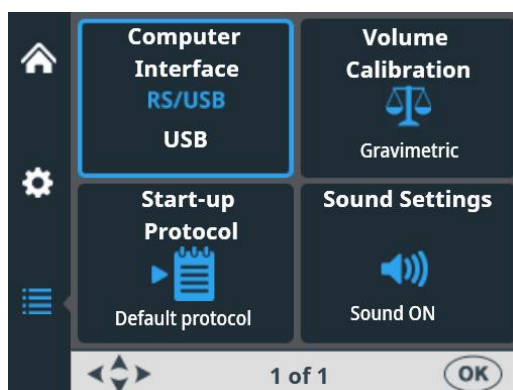 Computer
Interface
RS/USB
USB
Volume
Calibration
Gravimetric
Start-up
Protocol
Default protocol
Sound Settings
Sound ON
1 of 1
OK